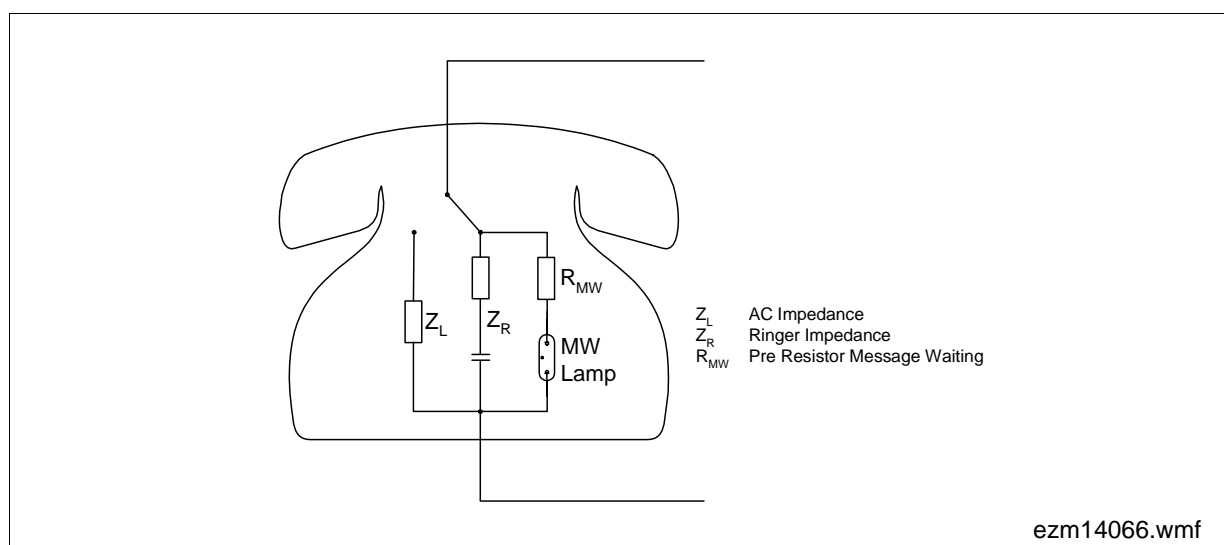 R_MW
Z_L
Z_R
MW
Lamp
Z_L AC Impedance
Z_R Ringer Impedance
R_MW Pre Resistor Message Waiting
ezm14066.wmf